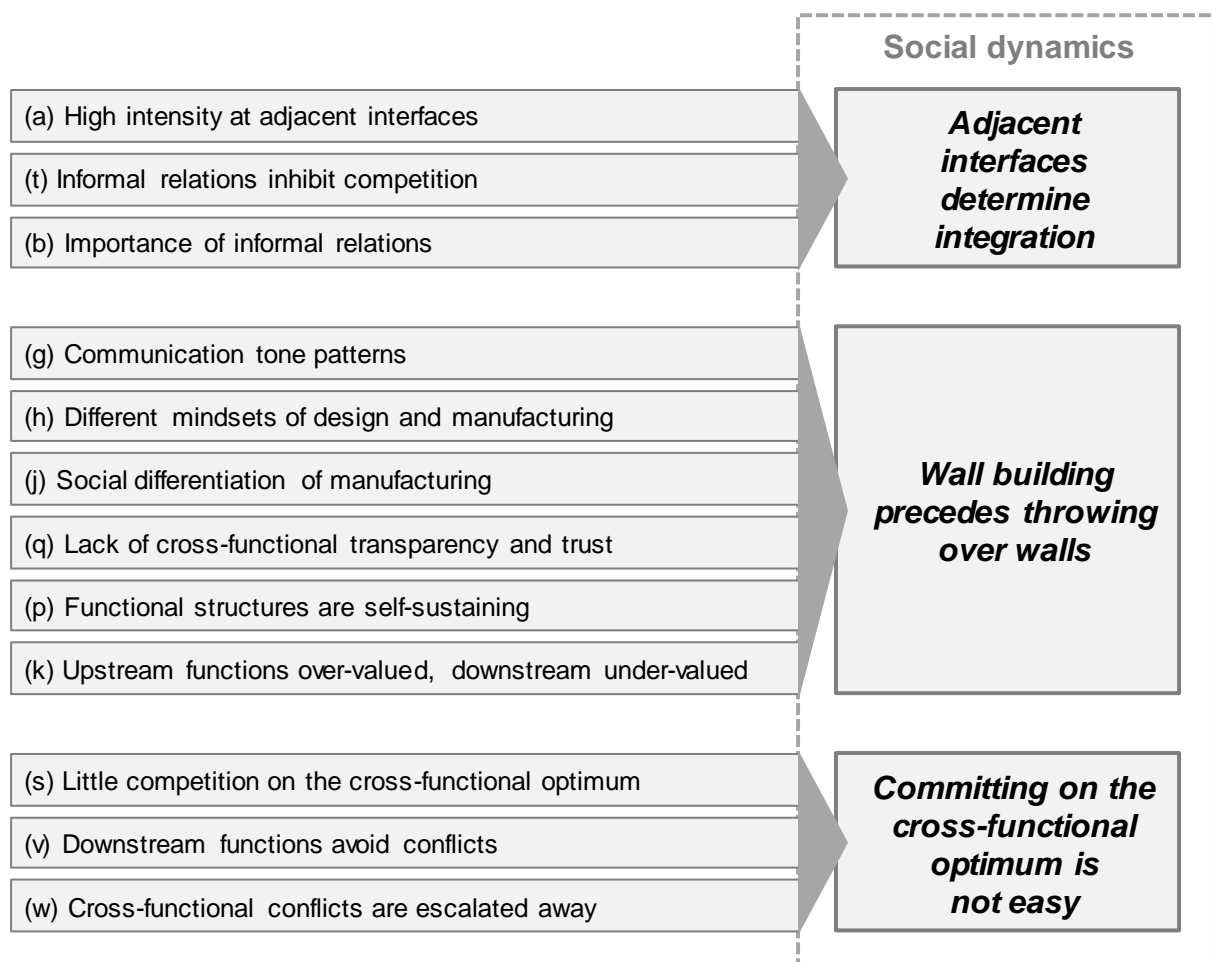 Social dynamics
(a) High intensity at adjacent interfaces
(t) Informal relations inhibit competition
(b) Importance of informal relations
Adjacent
interfaces
determine
integration
(g) Communication tone patterns
(h) Different mindsets of design and manufacturing
(j) Social differentiation of manufacturing
(q) Lack of cross-functional transparency and trust
(p) Functional structures are self-sustaining
(k) Upstream functions over-valued, downstream under-valued
Wall building
precedes throwing
over walls
(s) Little competition on the cross-functional optimum
(v) Downstream functions avoid conflicts
(w) Cross-functional conflicts are escalated away
Committing on the
cross-functional
optimum is
not easy